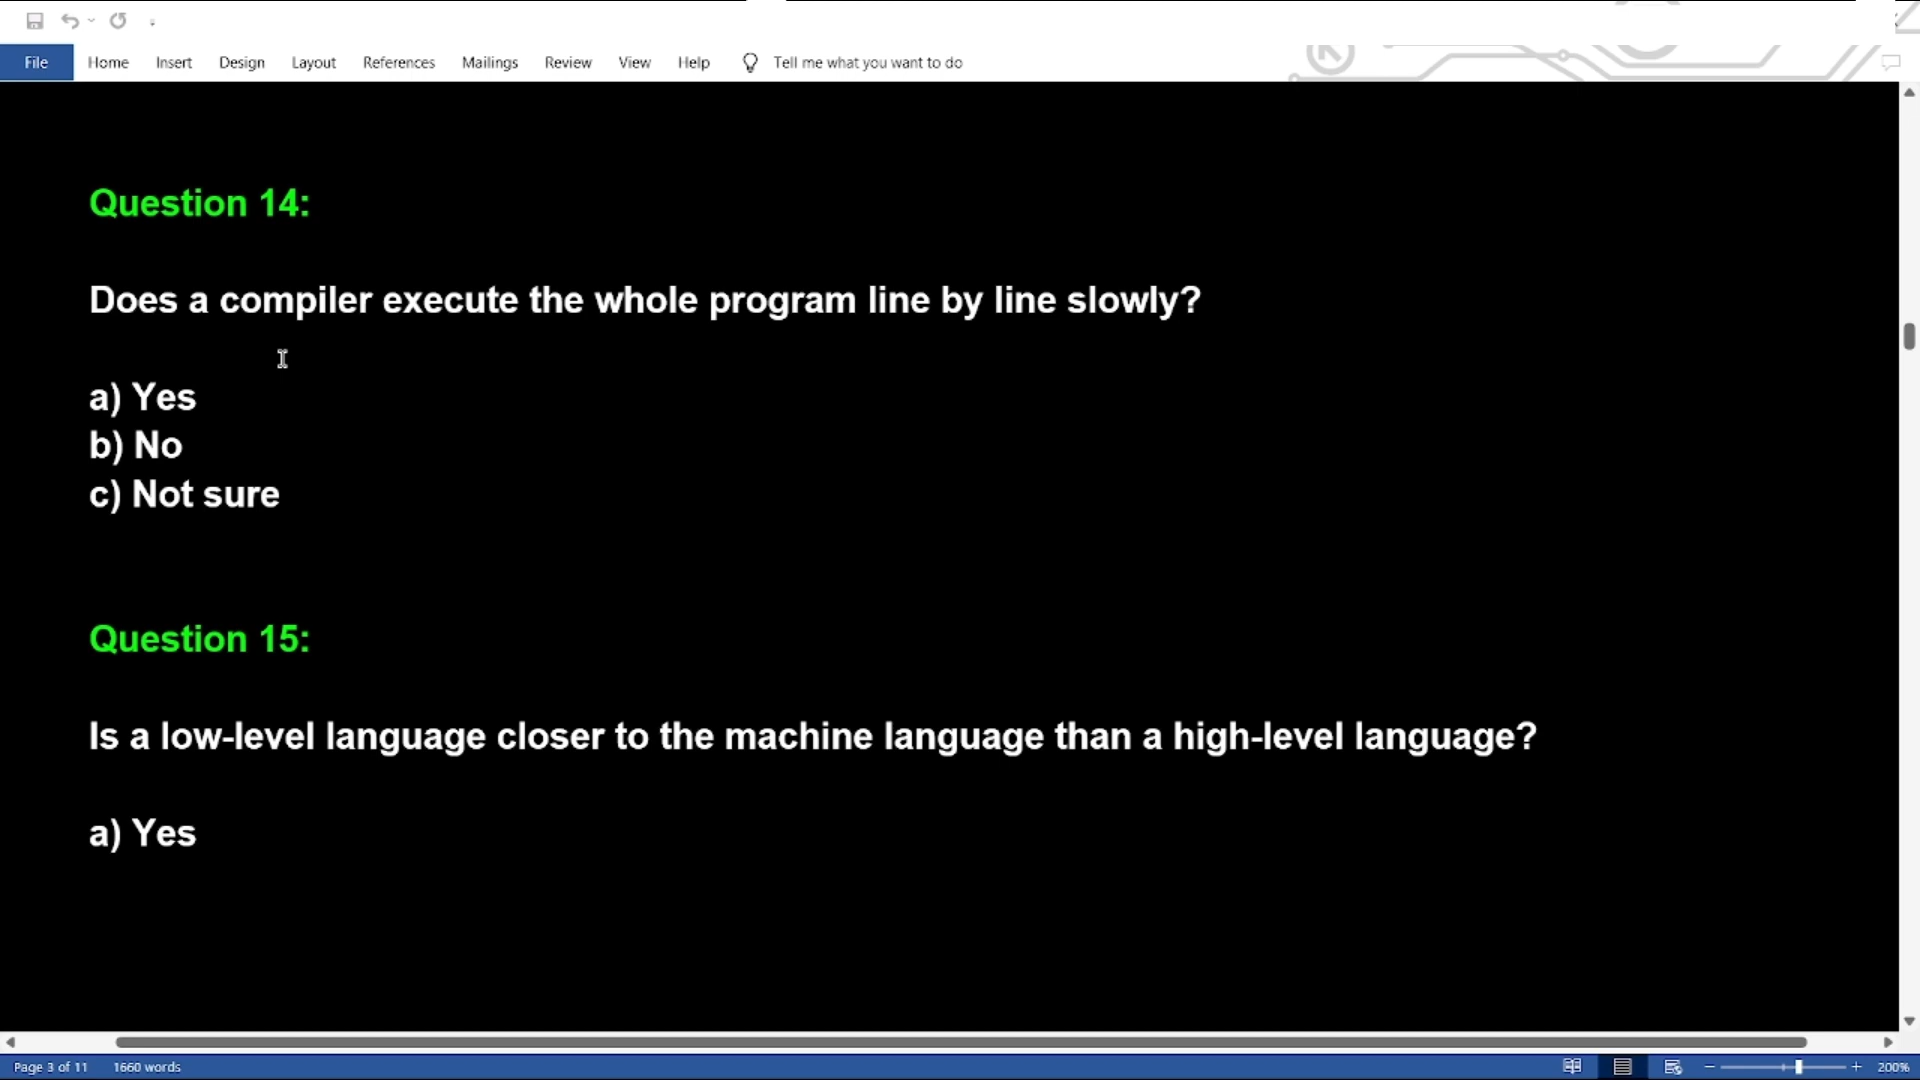 File Home Insert Design Layout References Mailings Review View Help Tell me what you want to do
Question 14:
Does a compiler execute the whole program line by line slowly?
a) Yes
b) No
c) Not sure
Question 15:
Is a low-level language closer to the machine language than a high-level language?
a) Yes
Page 3 of 11 1660 words 200%